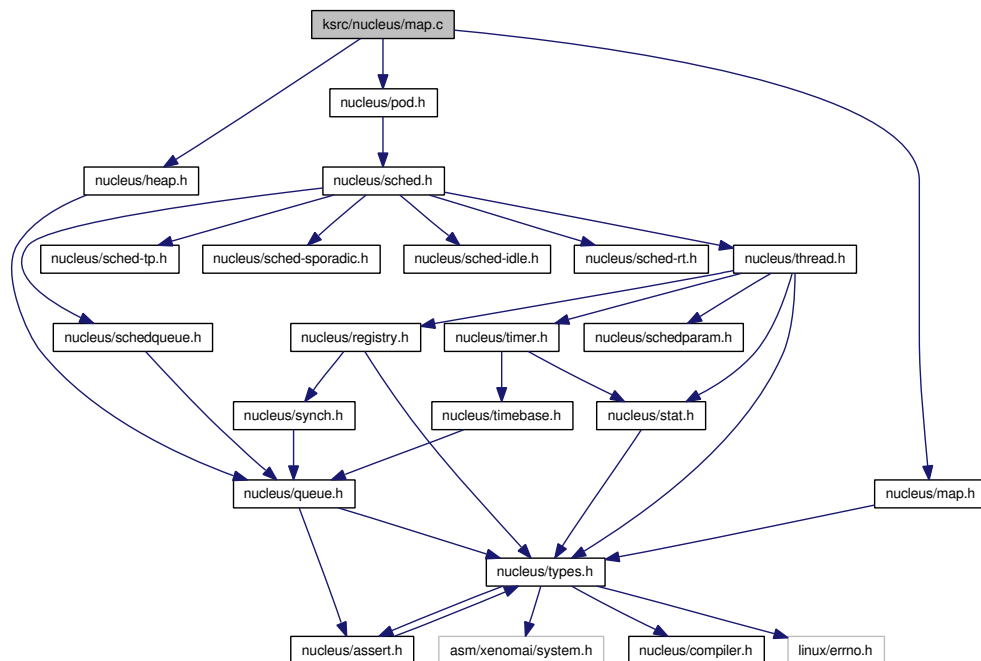 ksrc/nucleus/map.c
nucleus/pod.h
nucleus/heap.h
nucleus/sched.h
nucleus/sched-tp.h
nucleus/sched-sporadic.h
nucleus/sched-idle.h
nucleus/sched-rt.h
nucleus/thread.h
nucleus/schedqueue.h
nucleus/registry.h
nucleus/timer.h
nucleus/schedparam.h
nucleus/synch.h
nucleus/timebase.h
nucleus/stat.h
nucleus/queue.h
nucleus/map.h
nucleus/types.h
nucleus/assert.h
asm/xenomai/system.h
nucleus/compiler.h
linux/errno.h